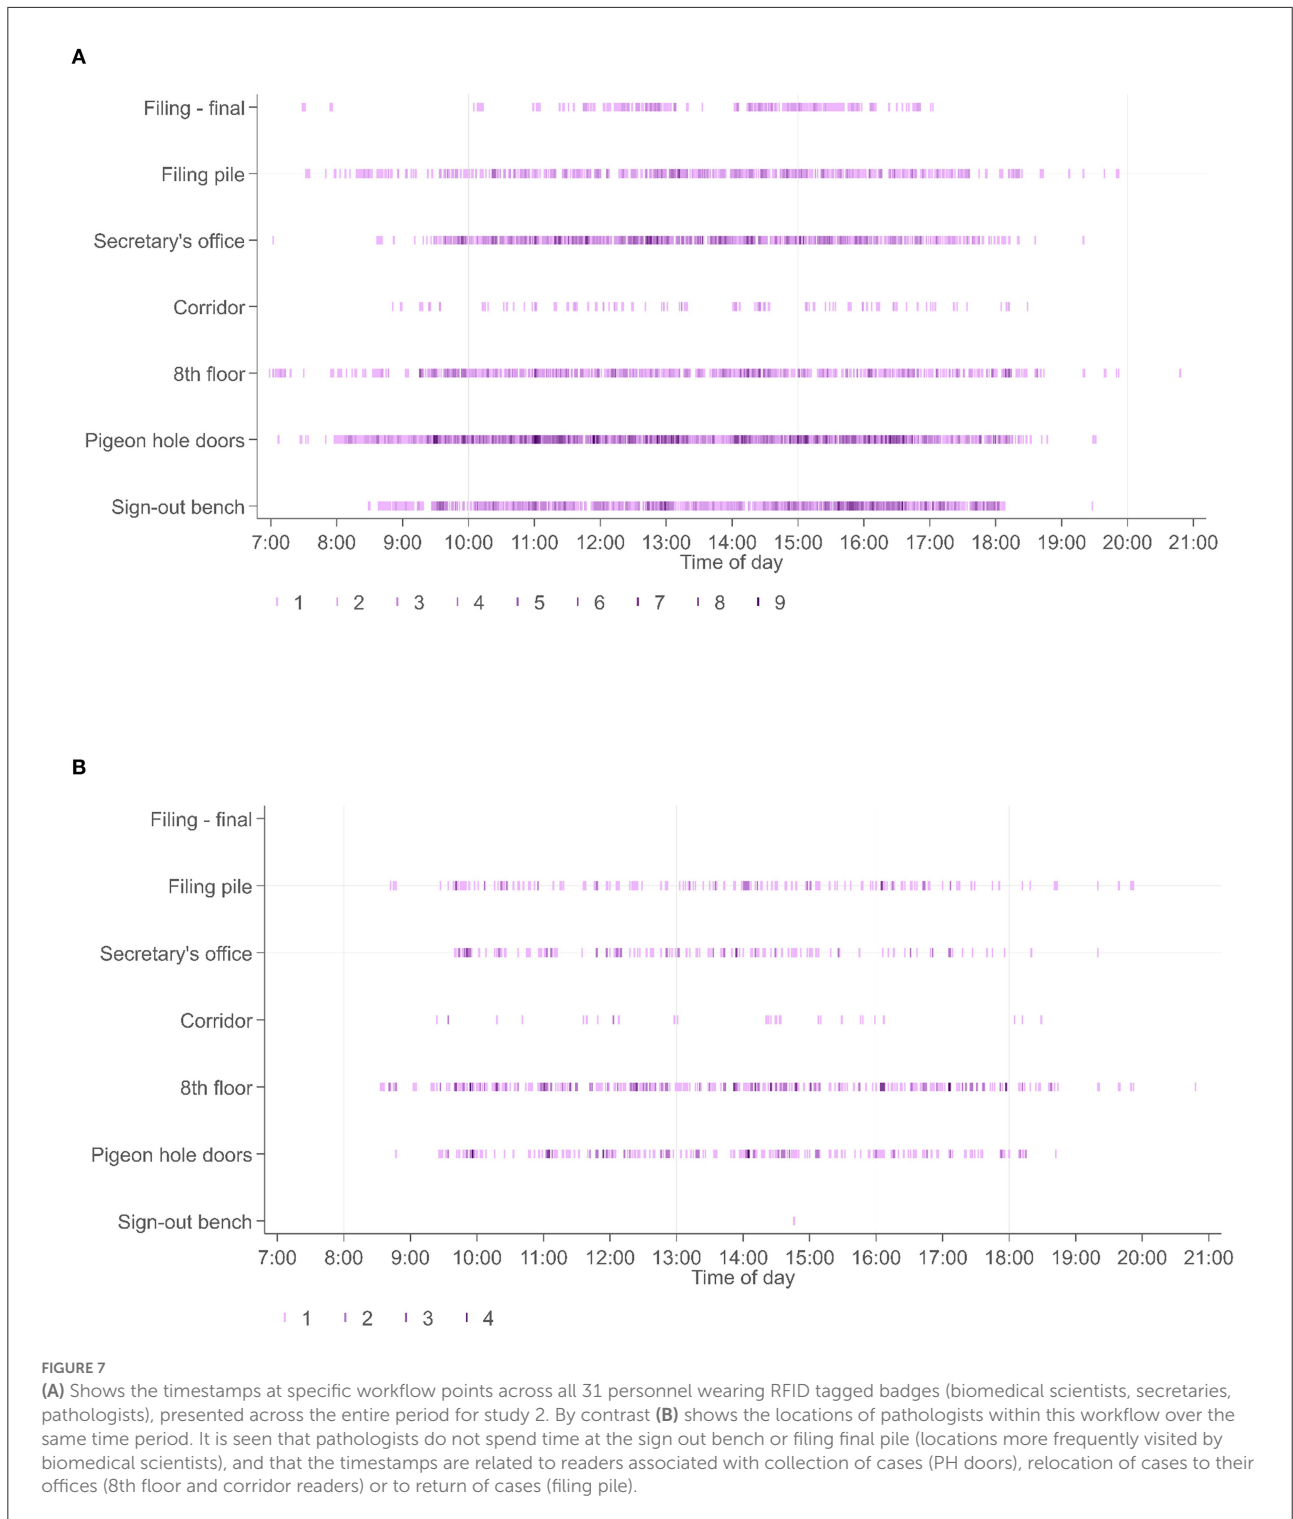 A
Filing - final
Filing pile
Secretary's office
Corridor
8th floor
Pigeon hole doors
Sign-out bench
7:00 8:00 9:00 10:00 11:00 12:00 13:00 14:00 15:00 16:00 17:00 18:00 19:00 20:00 21:00
Time of day
1 2 3 4 5 6 7 8 9
B
Filing - final
Filing pile
Secretary's office
Corridor
8th floor
Pigeon hole doors
Sign-out bench
7:00 8:00 9:00 10:00 11:00 12:00 13:00 14:00 15:00 16:00 17:00 18:00 19:00 20:00 21:00
Time of day
1 2 3 4
FIGURE 7
(A) Shows the timestamps at specific workflow points across all 31 personnel wearing RFID tagged badges (biomedical scientists, secretaries,
pathologists), presented across the entire period for study 2. By contrast (B) shows the locations of pathologists within this workflow over the
same time period. It is seen that pathologists do not spend time at the sign out bench or filing final pile (locations more frequently visited by
biomedical scientists), and that the timestamps are related to readers associated with collection of cases (PH doors), relocation of cases to their
offices (8th floor and corridor readers) or to return of cases (filing pile).